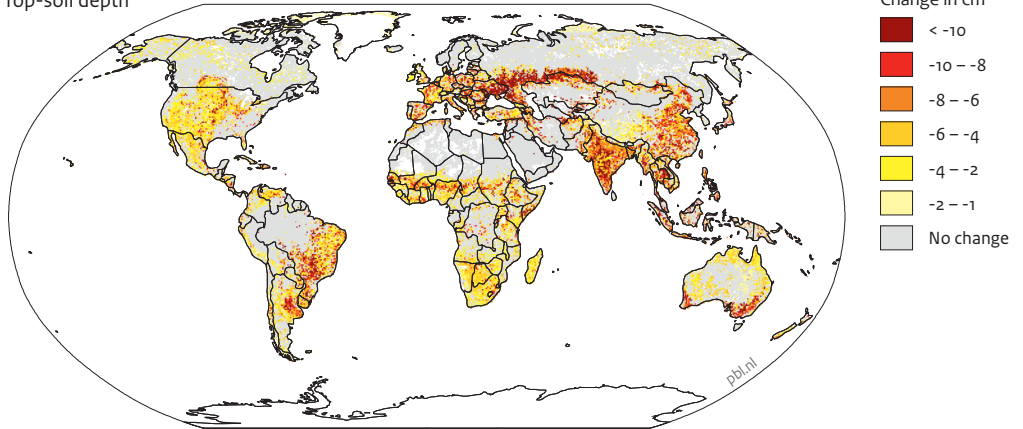 Top-soil depth
Change in cm
< -10
-10 – -8
-8 – -6
-6 – -4
-4 – -2
-2 – -1
No change
pbl.nl